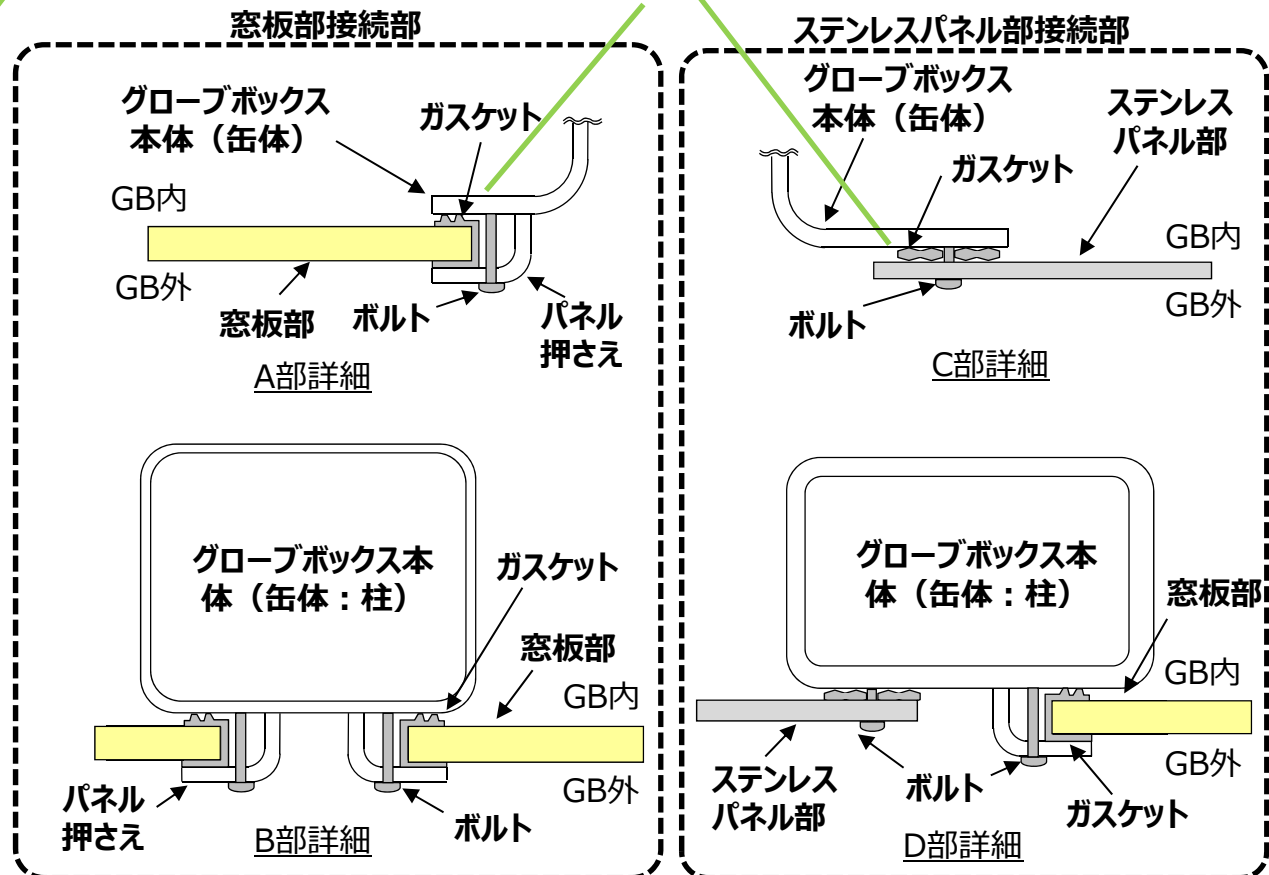 窓板部接続部
グローブボックス
本体（缶体）
ガスケット
GB内
GB外
窓板部
ボルト
パネル
押さえ
A部詳細
グローブボックス本
体（缶体：柱）
ガスケット
窓板部
GB内
GB外
パネル
押さえ
ボルト
B部詳細
ステンレスパネル部接続部
グローブボックス
本体（缶体）
ステンレス
パネル部
ガスケット
GB内
GB外
ボルト
C部詳細
グローブボックス本
体（缶体：柱）
窓板部
GB内
GB外
ステンレス
パネル部
ボルト
ガスケット
D部詳細